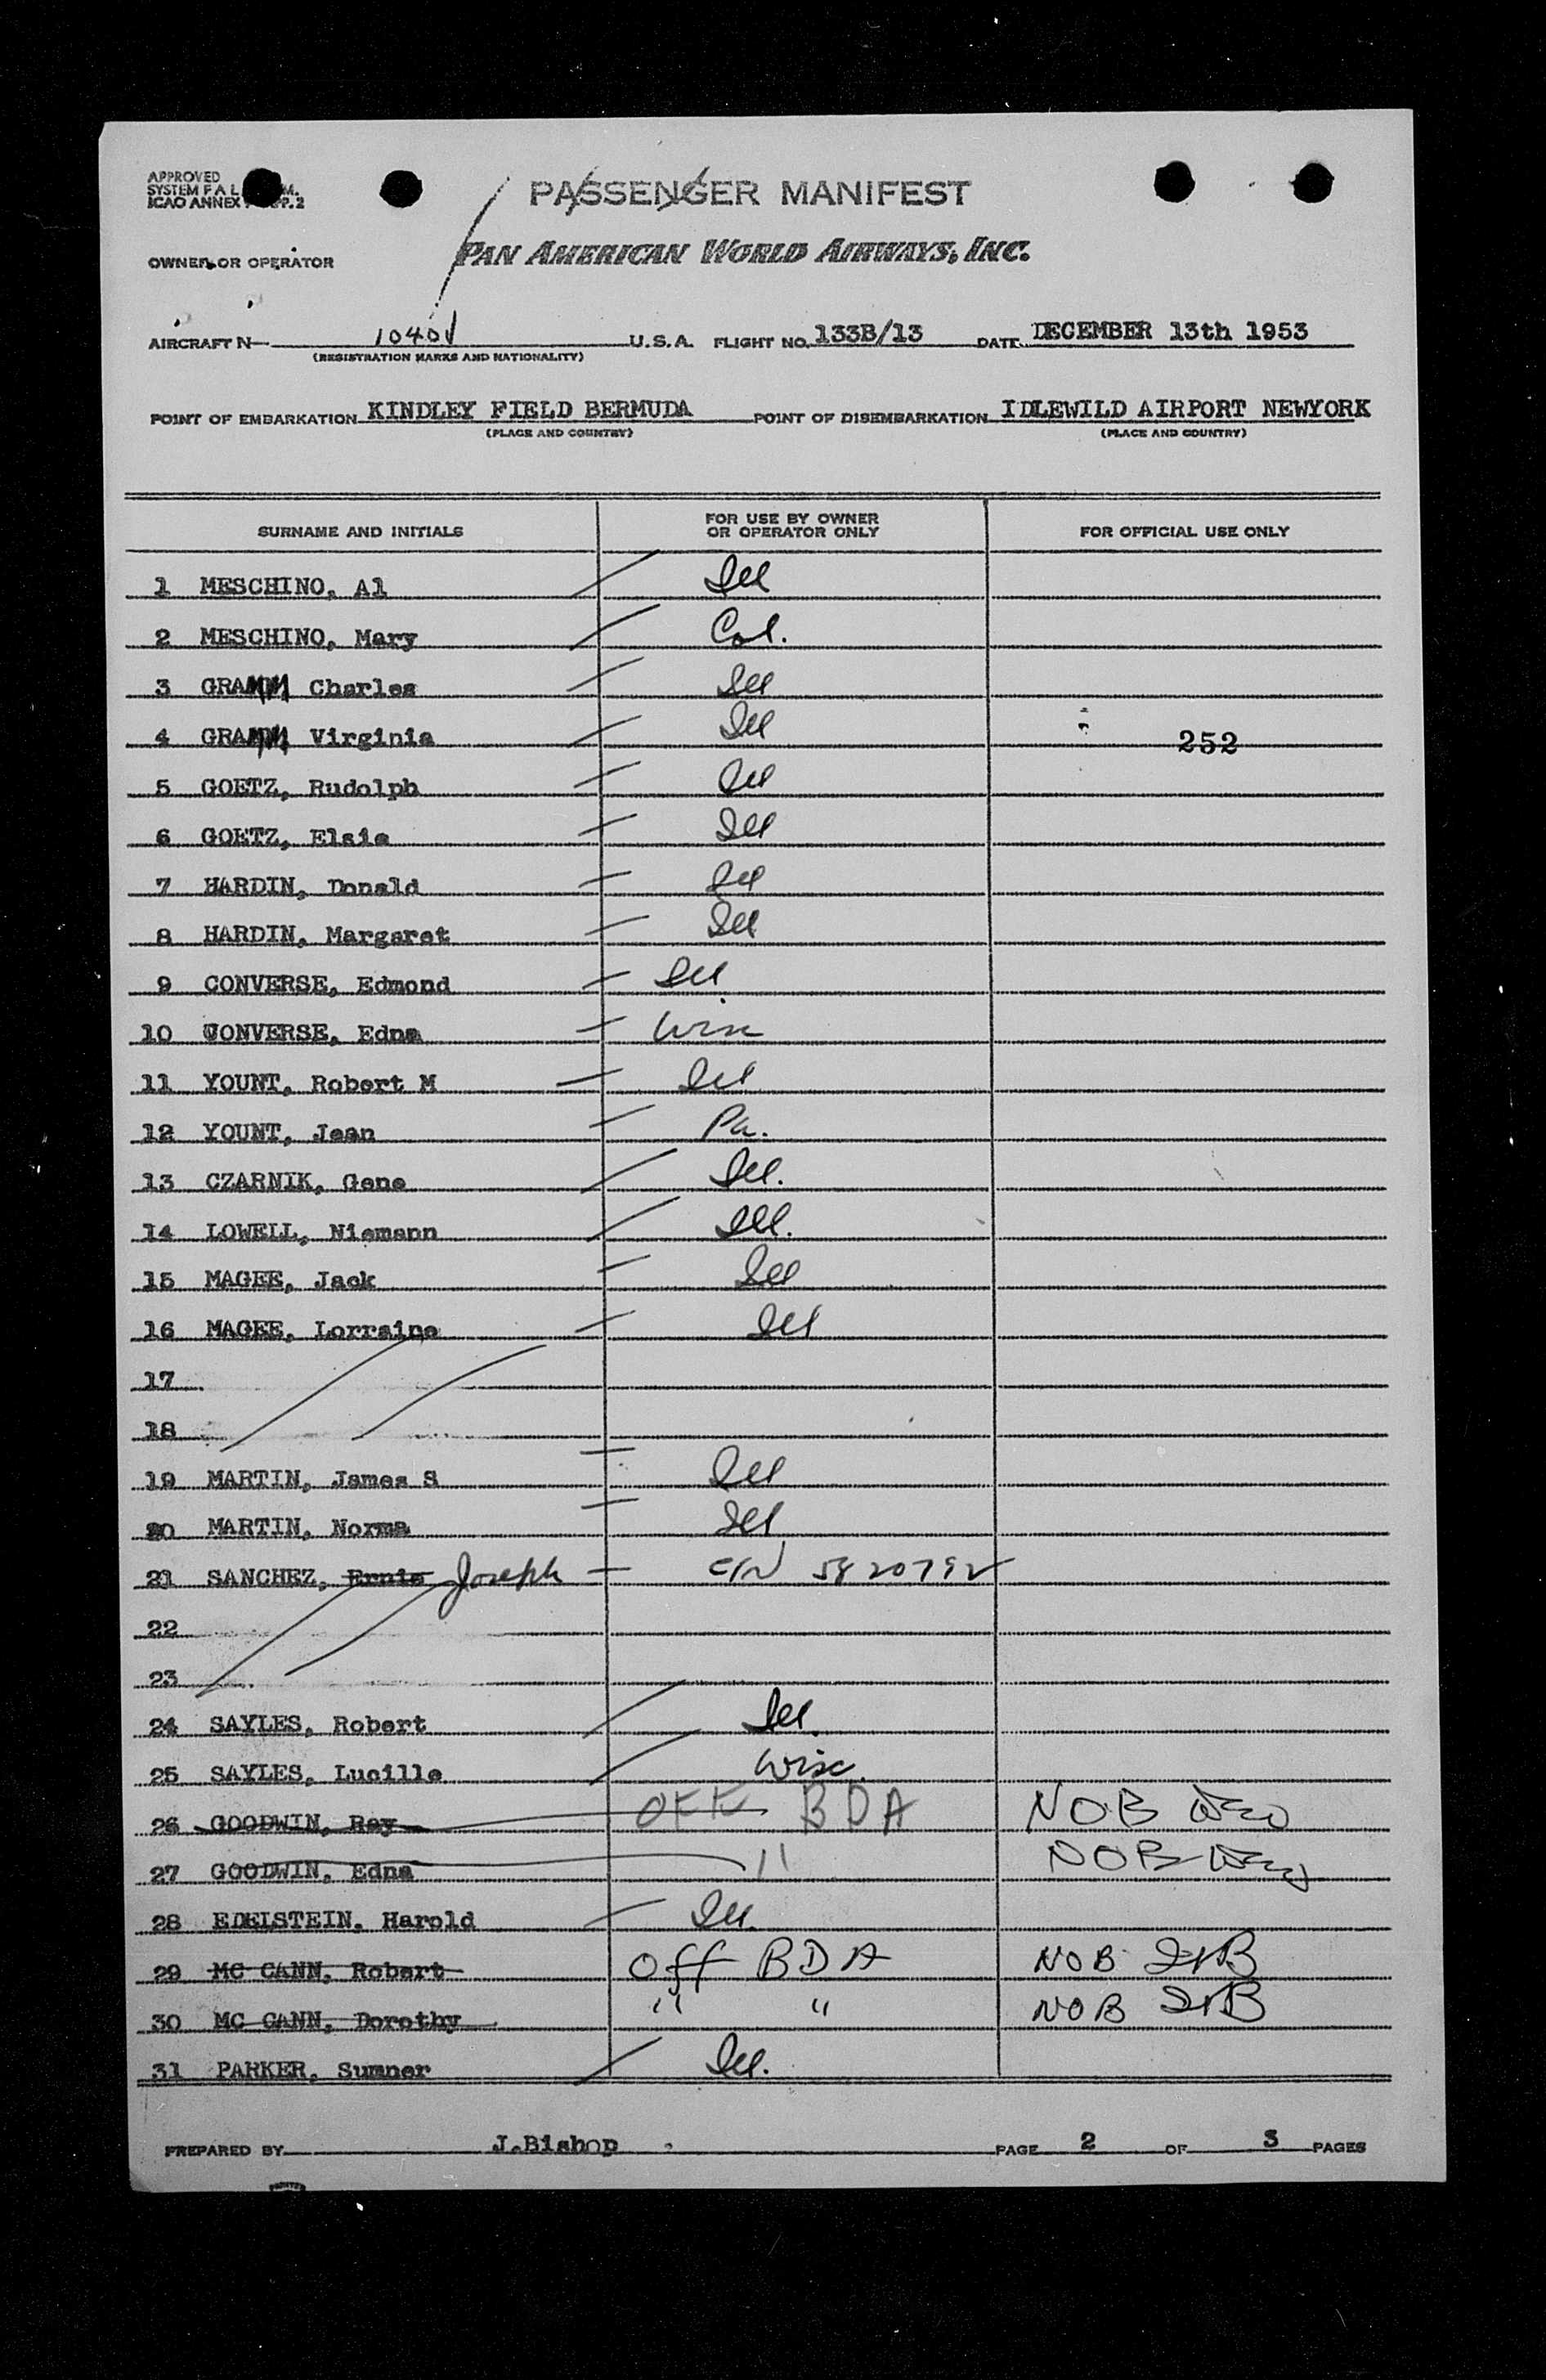 APPROVED
SYSTEM F A L M.
ICAO ANNEX P.2
PASSENGER MANIFEST
OWNER OR OPERATOR PAN AMERICAN WORLD AIRWAYS, INC.
AIRCRAFT N 1040V U.S.A. FLIGHT NO. 133B/13 DATE DECEMBER 13th 1953
(REGISTRATION MARKS AND NATIONALITY)
POINT OF EMBARKATION KINDLEY FIELD BERMUDA POINT OF DISEMBARKATION IDLEWILD AIRPORT NEWYORK
(PLACE AND COUNTRY) (PLACE AND COUNTRY)
SURNAME AND INITIALS FOR USE BY OWNER OR OPERATOR ONLY FOR OFFICIAL USE ONLY
1 MESCHINO, Al Ill
2 MESCHINO, Mary Col.
3 GRAMM Charles Ill
4 GRAMM Virginia Ill 252
5 GOETZ, Rudolph Ill
6 GOETZ, Elsie Ill
7 HARDIN, Donald Ill
8 HARDIN, Margaret Ill
9 CONVERSE, Edmond Ill
10 CONVERSE, Edna Wisc
11 YOUNT, Robert M Ill
12 YOUNT, Jean Pa.
13 CZARNIK, Gene Ill.
14 LOWELL, Niemann Ill.
15 MAGEE, Jack Ill
16 MAGEE, Lorraine Ill
17
18
19 MARTIN, James S Ill
20 MARTIN, Norma Ill
21 SANCHEZ, Ernie Joseph C/N 5820792
22
23
24 SAYLES, Robert Ill.
25 SAYLES, Lucille Wisc.
26 GOODWIN, Ray OFF BDA NOB
27 GOODWIN, Edna " NOB
28 EDELSTEIN, Harold Ill.
29 MC CANN, Robert Off BDA NOB
30 MC CANN, Dorothy " " NOB
31 PARKER, Sumner Ill.
PREPARED BY J.Bishop PAGE 2 OF 3 PAGES